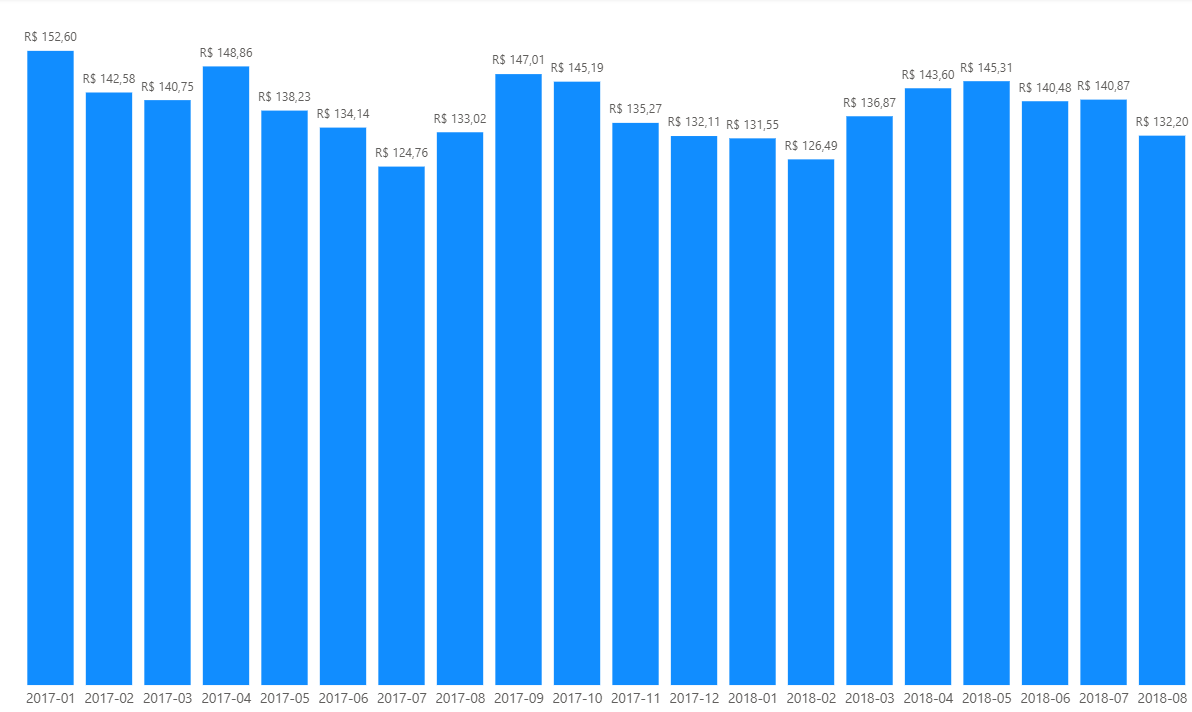 R$ 152,60
R$ 142,58
R$ 140,75
R$ 148,86
R$ 138,23
R$ 134,14
R$ 124,76
R$ 133,02
R$ 147,01
R$ 145,19
R$ 135,27
R$ 132,11
R$ 131,55
R$ 126,49
R$ 136,87
R$ 143,60
R$ 145,31
R$ 140,48
R$ 140,87
R$ 132,20
2017-01 2017-02 2017-03 2017-04 2017-05 2017-06 2017-07 2017-08 2017-09 2017-10 2017-11 2017-12 2018-01 2018-02 2018-03 2018-04 2018-05 2018-06 2018-07 2018-08